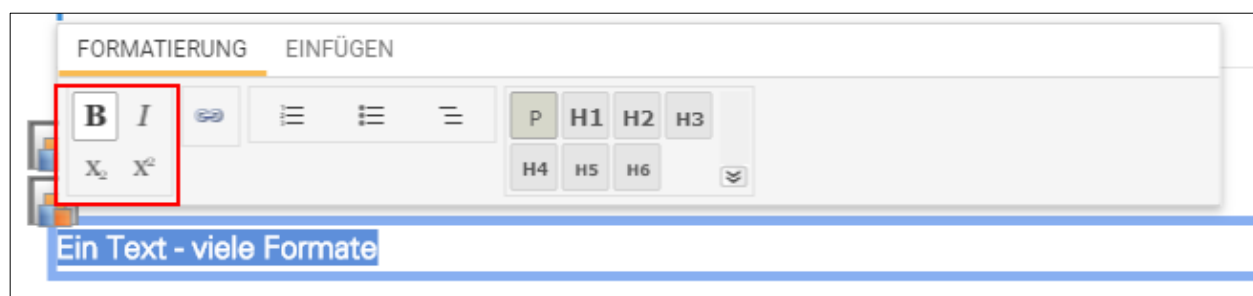 FORMATIERUNG EINFÜGEN
B I P H1 H2 H3
X₂ X² H4 H5 H6
Ein Text - viele Formate